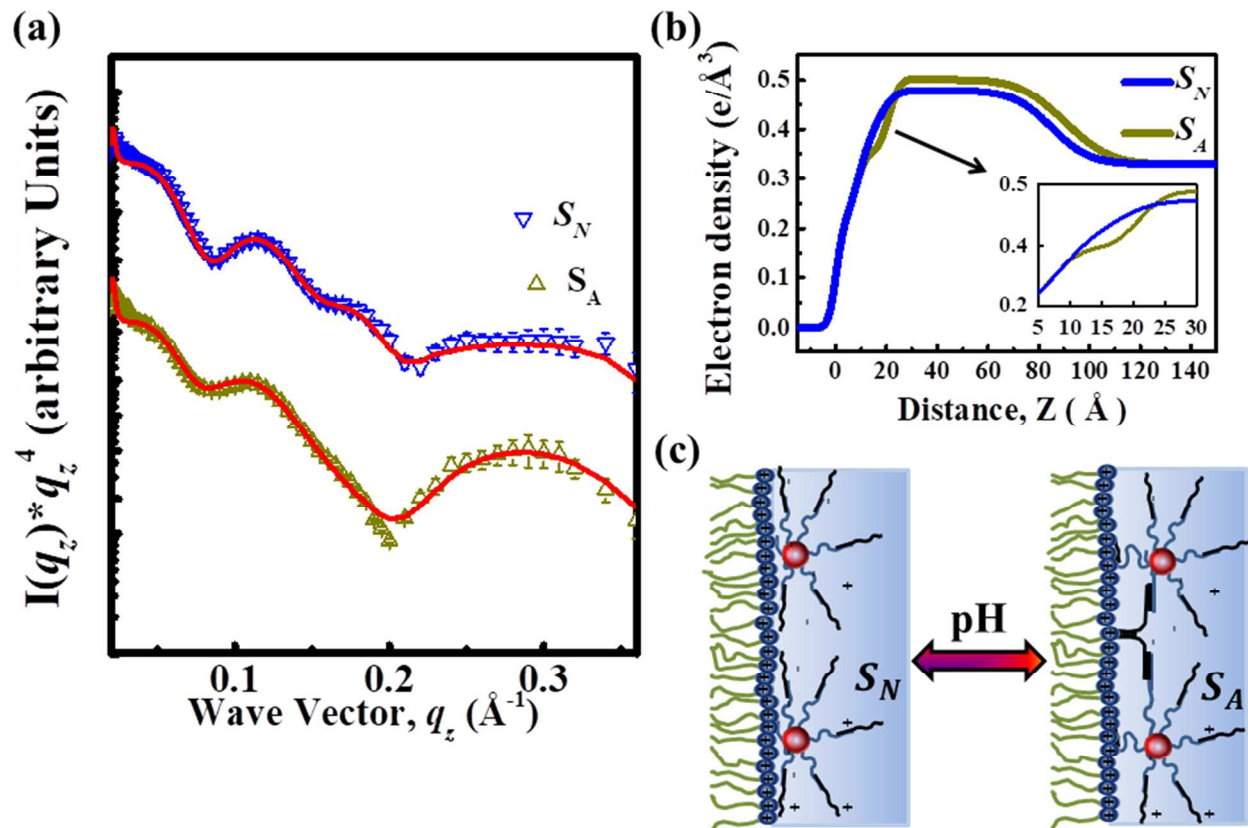 (a)
I(q_z)*q_z^4 (arbitrary Units)
S_N
S_A
0.1 0.2 0.3
Wave Vector, q_z (Å^-1)
(b)
Electron density (e/Å^3)
0.5
0.4
0.3
0.2
0.1
0.0
S_N
S_A
0.5
0.4
0.2
5 10 15 20 25 30
0 20 40 60 80 100 120 140
Distance, Z ( Å )
(c)
pH
S_N
S_A